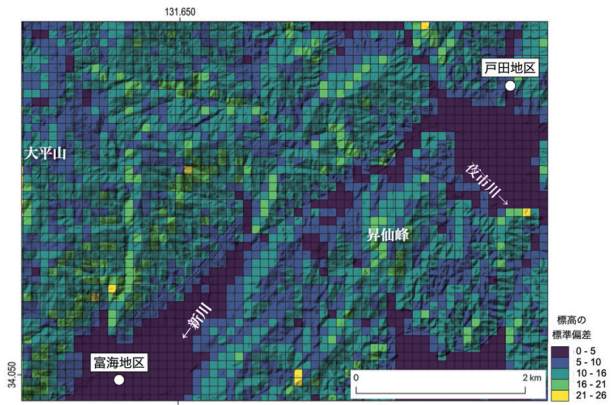 131.650
戸田地区
大平山
夜市川→
昇仙峰
←新川
富海地区
34.050
0
2 km
標高の
標準偏差
0 - 5
5 - 10
10 - 16
16 - 21
21 - 26